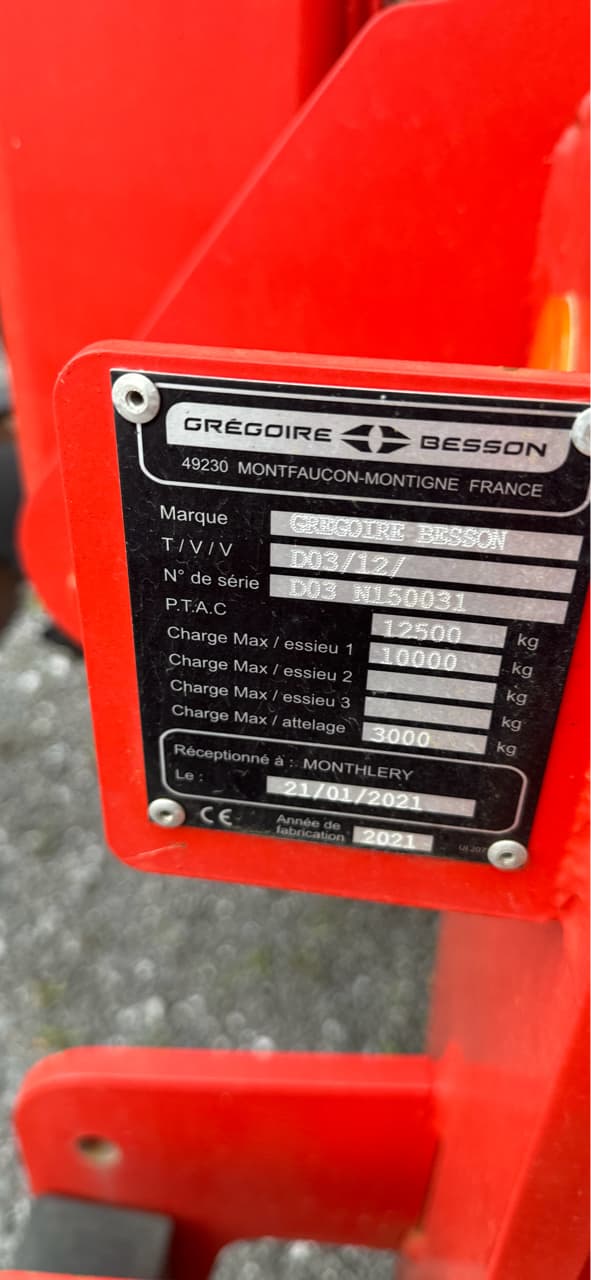 GRÉGOIRE BESSON
49230 MONTFAUCON-MONTIGNE FRANCE
Marque GREGOIRE BESSON
T / V / V D03/12/
N° de série D03 N150031
P.T.A.C 12500 kg
Charge Max / essieu 1 10000 kg
Charge Max / essieu 2 kg
Charge Max / essieu 3 kg
Charge Max / attelage 3000 kg
Réceptionné à : MONTHLERY
Le : 21/01/2021
CE Année de
fabrication 2021